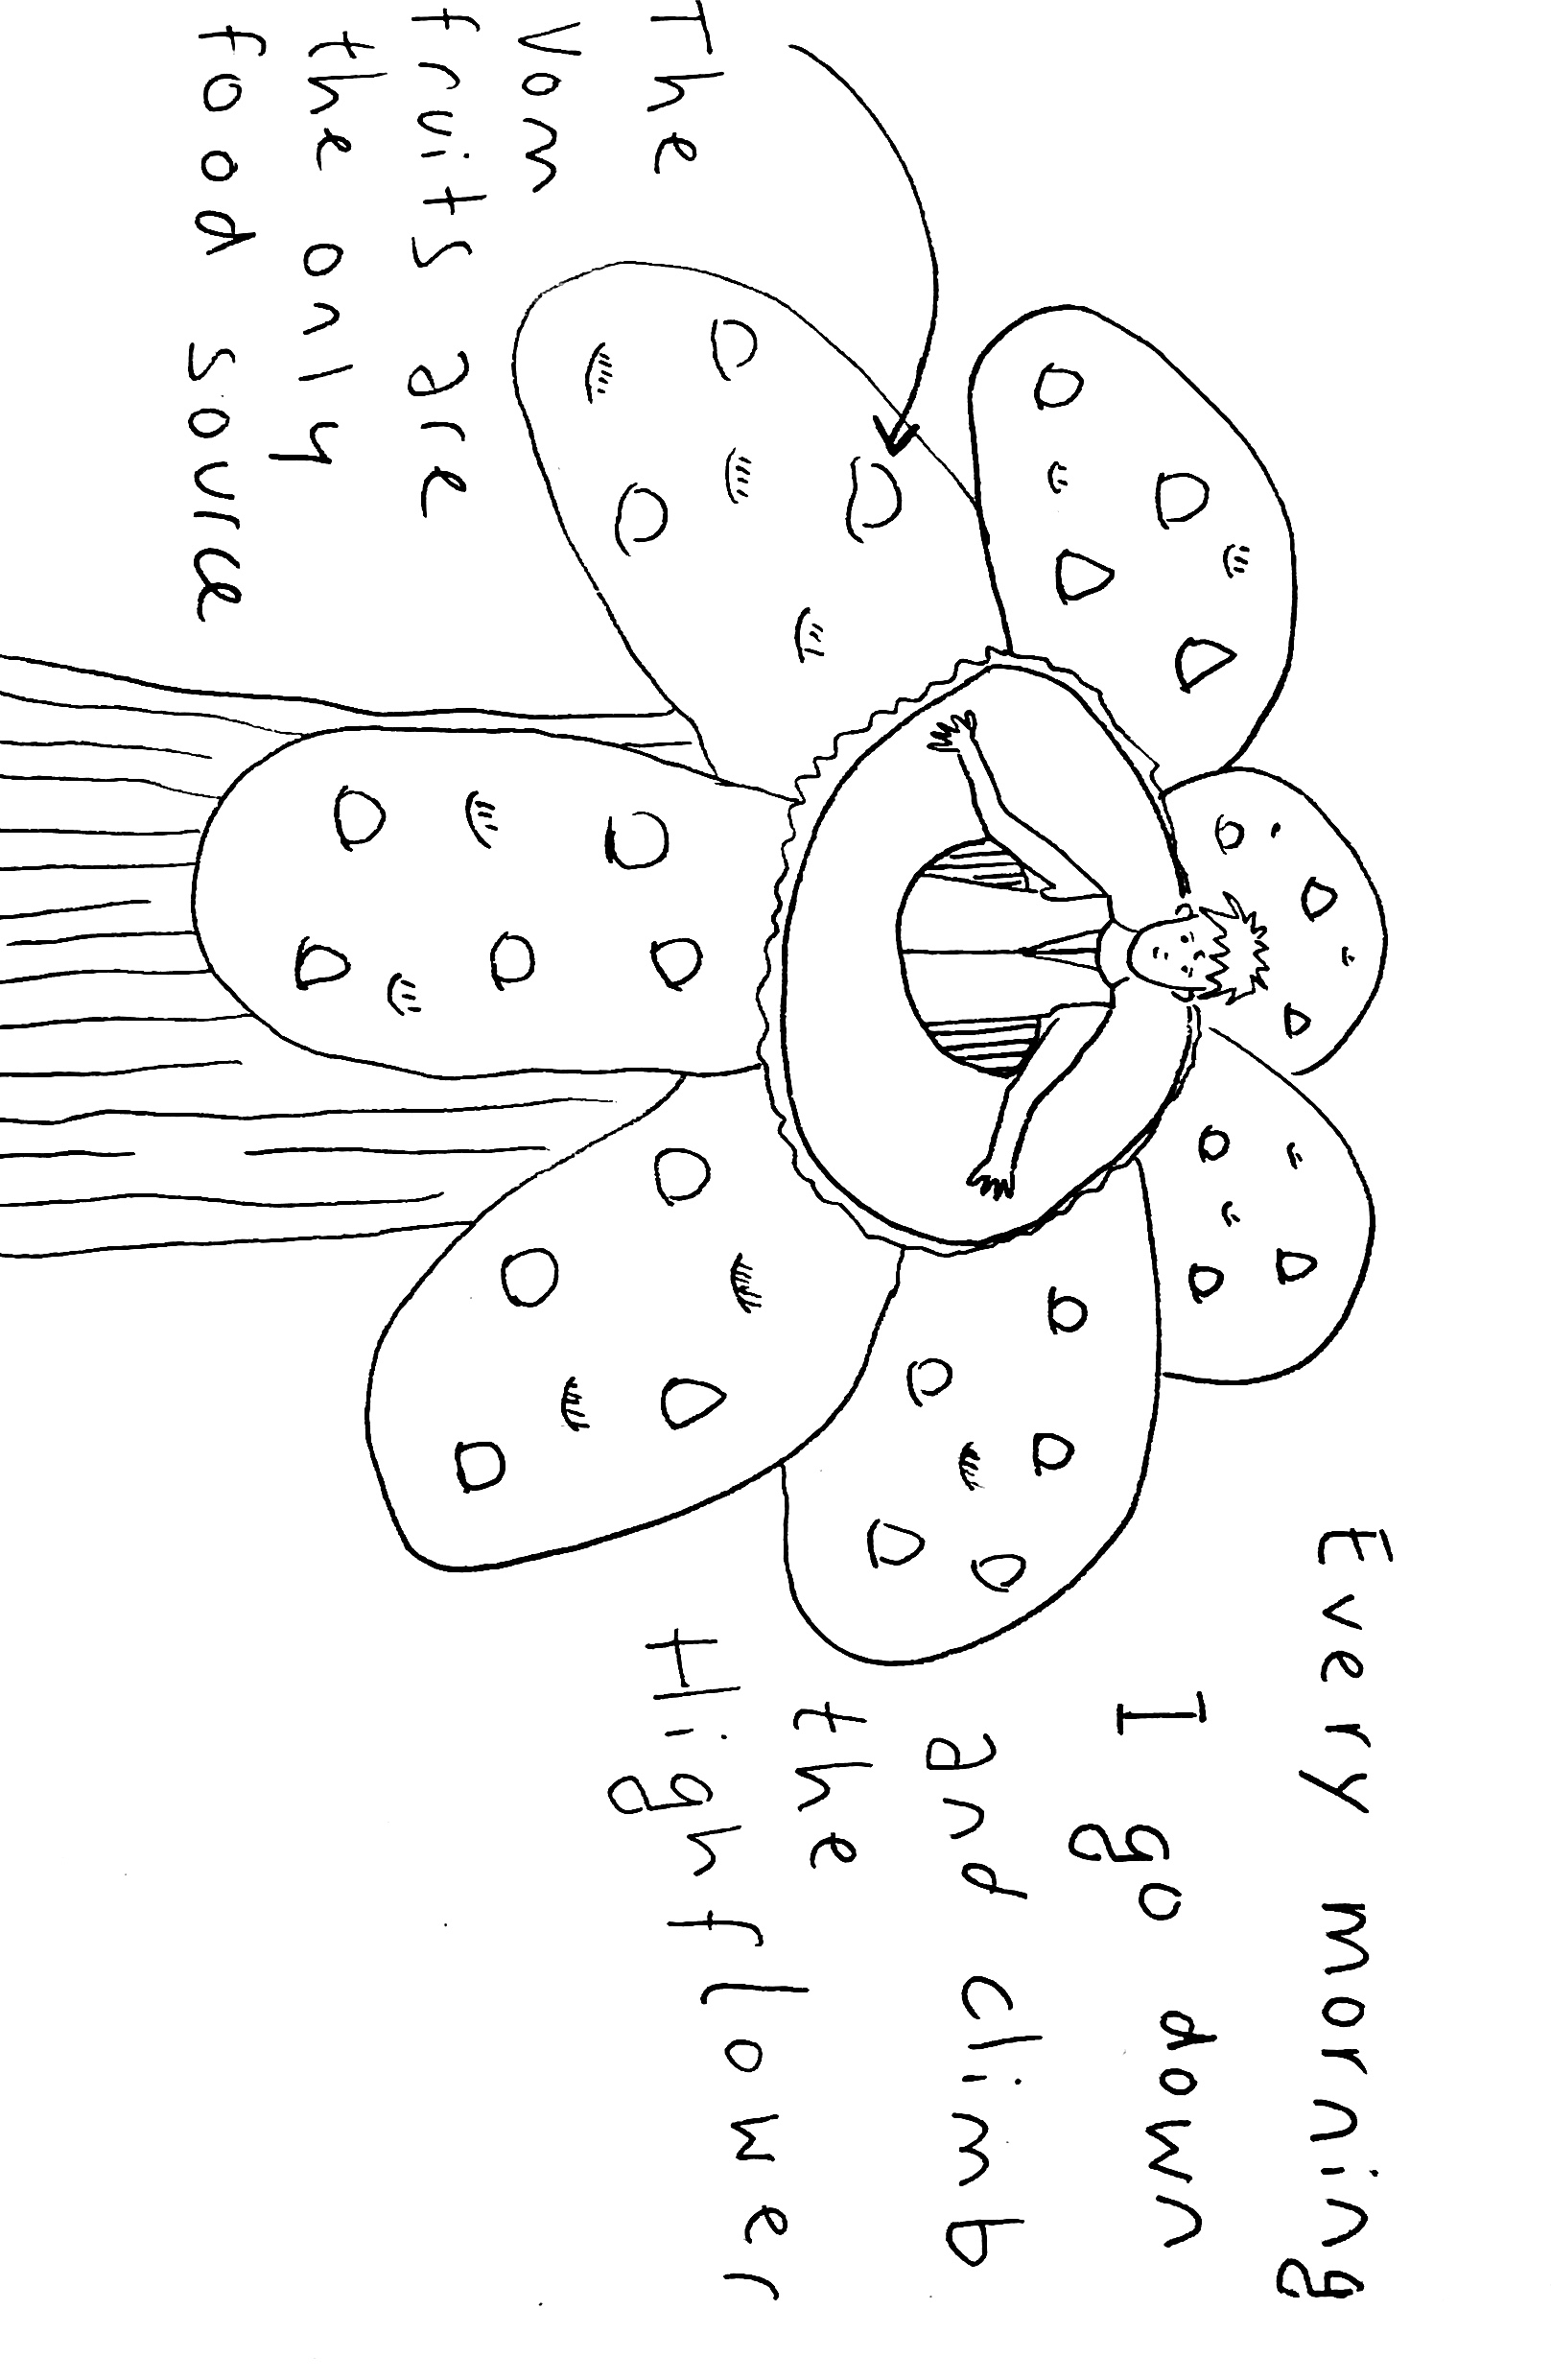 Every morning
I go down
and climb
the
Highflower
The
Vom
fruits are
the only
food source